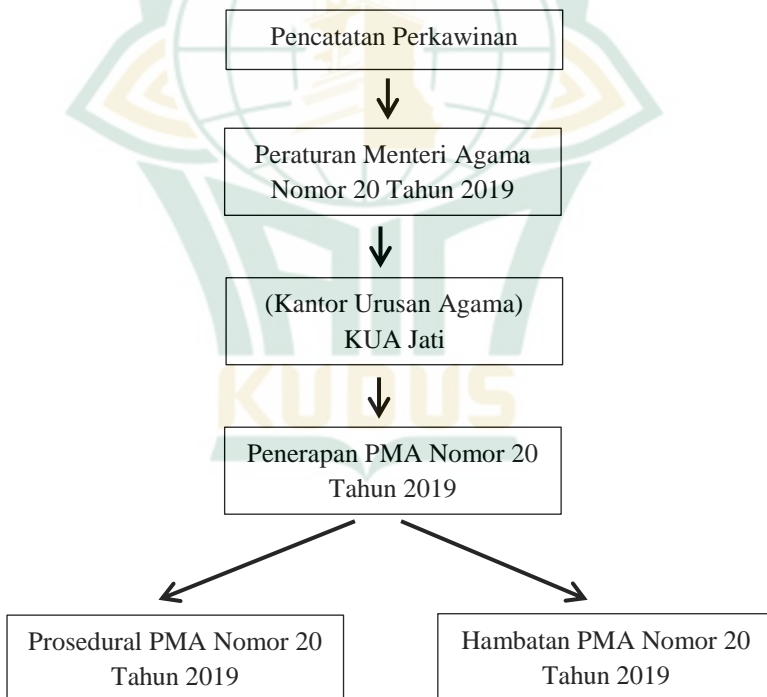 Pencatatan Perkawinan
Peraturan Menteri Agama
Nomor 20 Tahun 2019
(Kantor Urusan Agama)
KUA Jati
KUDUS
Penerapan PMA Nomor 20
Tahun 2019
Prosedural PMA Nomor 20
Tahun 2019
Hambatan PMA Nomor 20
Tahun 2019